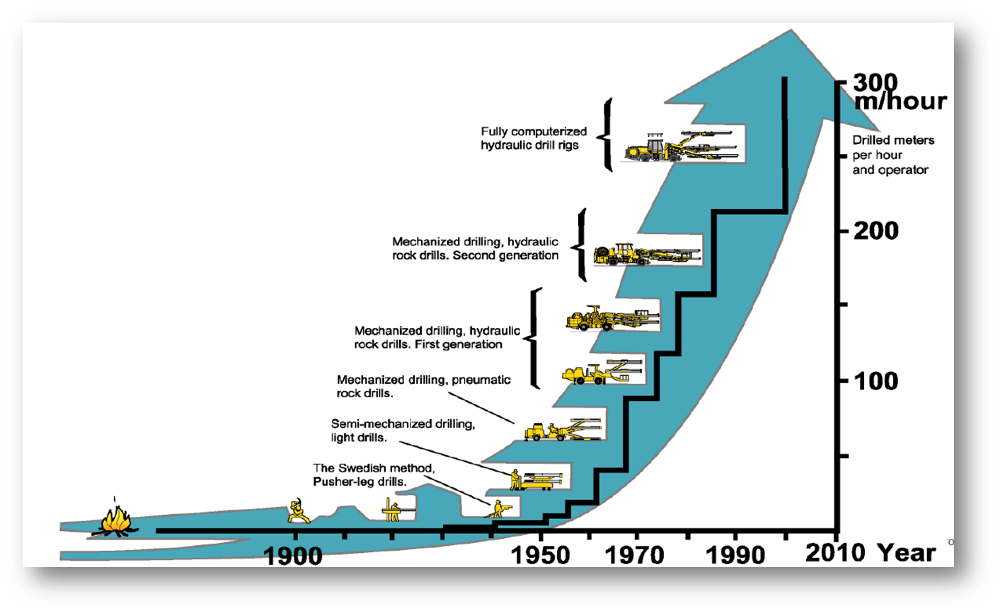 300
m/hour
Drilled meters
per hour
and operator
Fully computerized
hydraulic drill rigs
200
Mechanized drilling, hydraulic
rock drills. Second generation
Mechanized drilling, hydraulic
rock drills. First generation
100
Mechanized drilling, pneumatic
rock drills.
Semi-mechanized drilling,
light drills.
The Swedish method,
Pusher-leg drills.
1900 1950 1970 1990 2010 Year